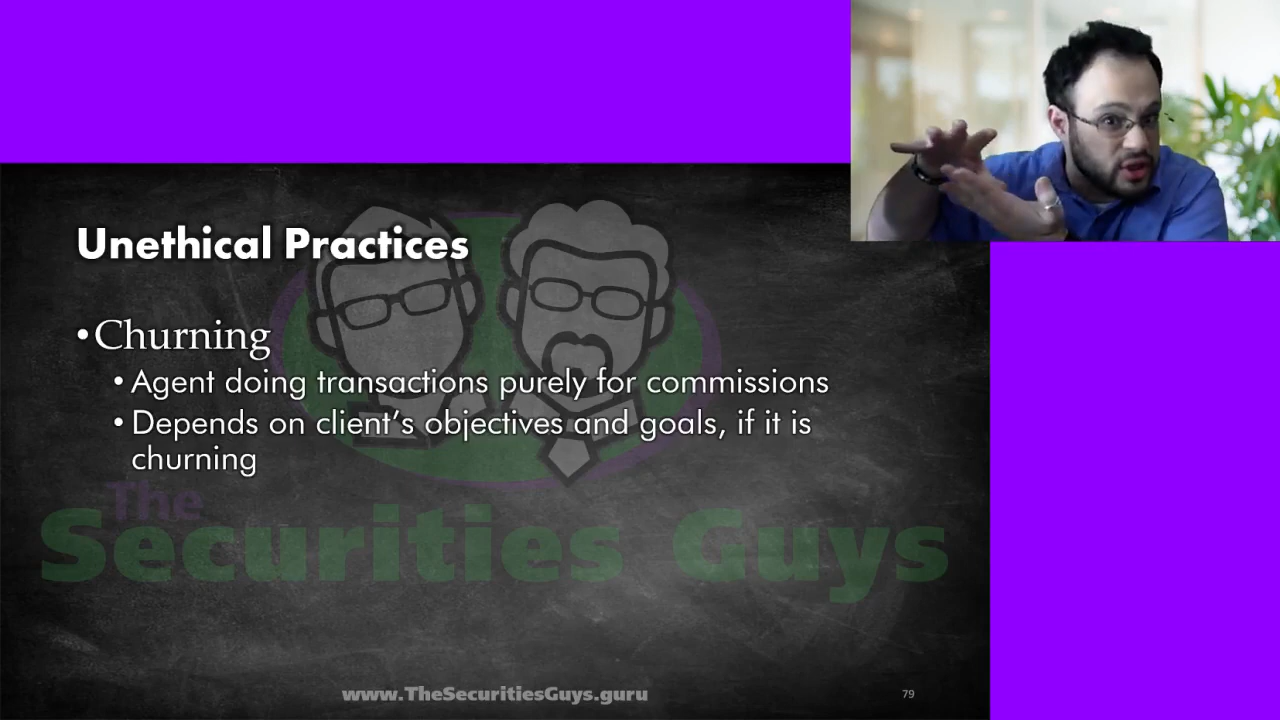 Unethical Practices
•Churning
•Agent doing transactions purely for commissions
•Depends on client's objectives and goals, if it is
churning
The
Securities Guys
www.TheSecuritiesGuys.guru
79